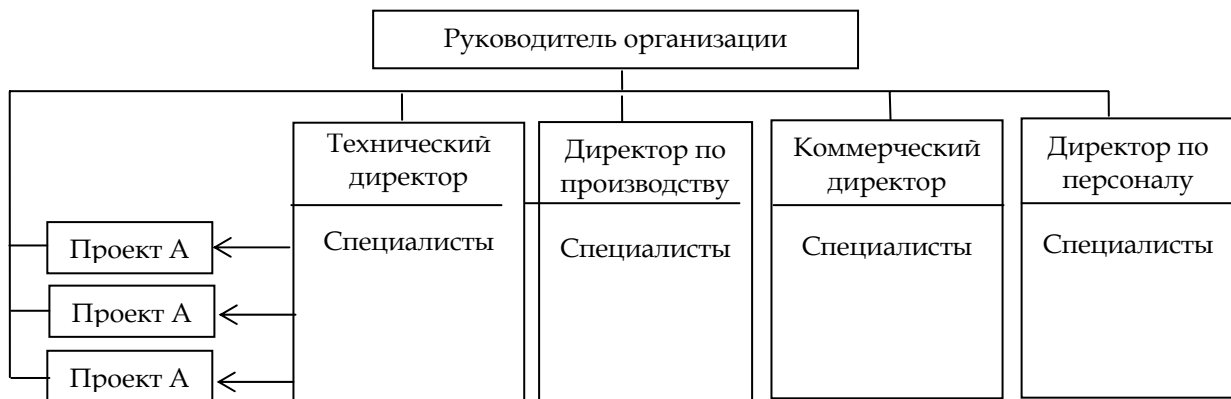 Руководитель организации
Технический
директор
Специалисты
Директор по
производству
Специалисты
Коммерческий
директор
Специалисты
Директор по
персоналу
Специалисты
Проект А
Проект А
Проект А